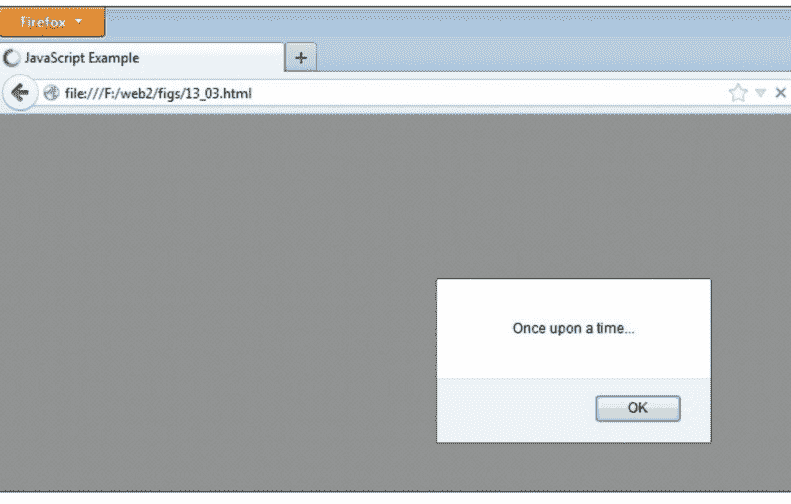 Firefox
JavaScript Example
file:///F:/web2/figs/13_03.html
Once upon a time...
OK